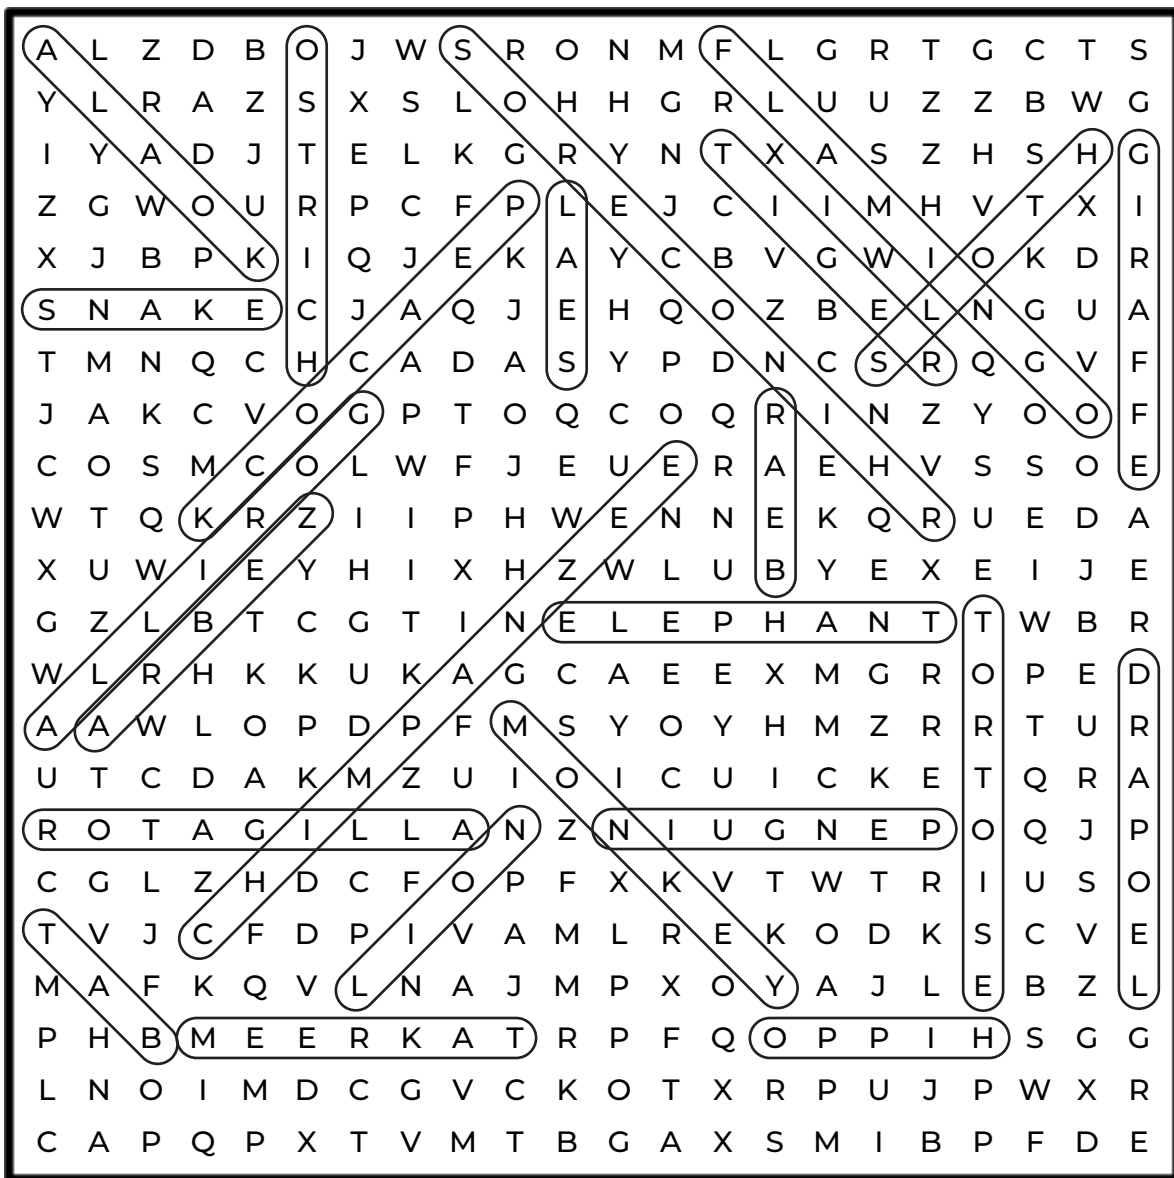 A L Z D B O J W S R O N M F L G R T G C T S
Y L R A Z S X S L O H H G R L U U Z Z B W G
I Y A D J T E L K G R Y N T X A S Z H S H G
Z G W O U R P C F P L E J C I I M H V T X I
X J B P K I Q J E K A Y C B V G W I O K D R
S N A K E C J A Q J E H Q O Z B E L N G U A
T M N Q C H C A D A S Y P D N C S R Q G V F
J A K C V O G P T O Q C O Q R I N Z Y O O F
C O S M C O L W F J E U E R A E H V S S O E
W T Q K R Z I I P H W E N N E K Q R U E D A
X U W I E Y H I X H Z W L U B Y E X E I J E
G Z L B T C G T I N E L E P H A N T T W B R
W L R H K K U K A G C A E E X M G R O P E D
A A W L O P D P F M S Y O Y H M Z R R T U R
U T C D A K M Z U I O I C U I C K E T Q R A
R O T A G I L L A N Z N I U G N E P O Q J P
C G L Z H D C F O P F X K V T W T R I U S O
T V J C F D P I V A M L R E K O D K S C V E
M A F K Q V L N A J M P X O Y A J L E B Z L
P H B M E E R K A T R P F Q O P P I H S G G
L N O I M D C G V C K O T X R P U J P W X R
C A P Q P X T V M T B G A X S M I B P F D E